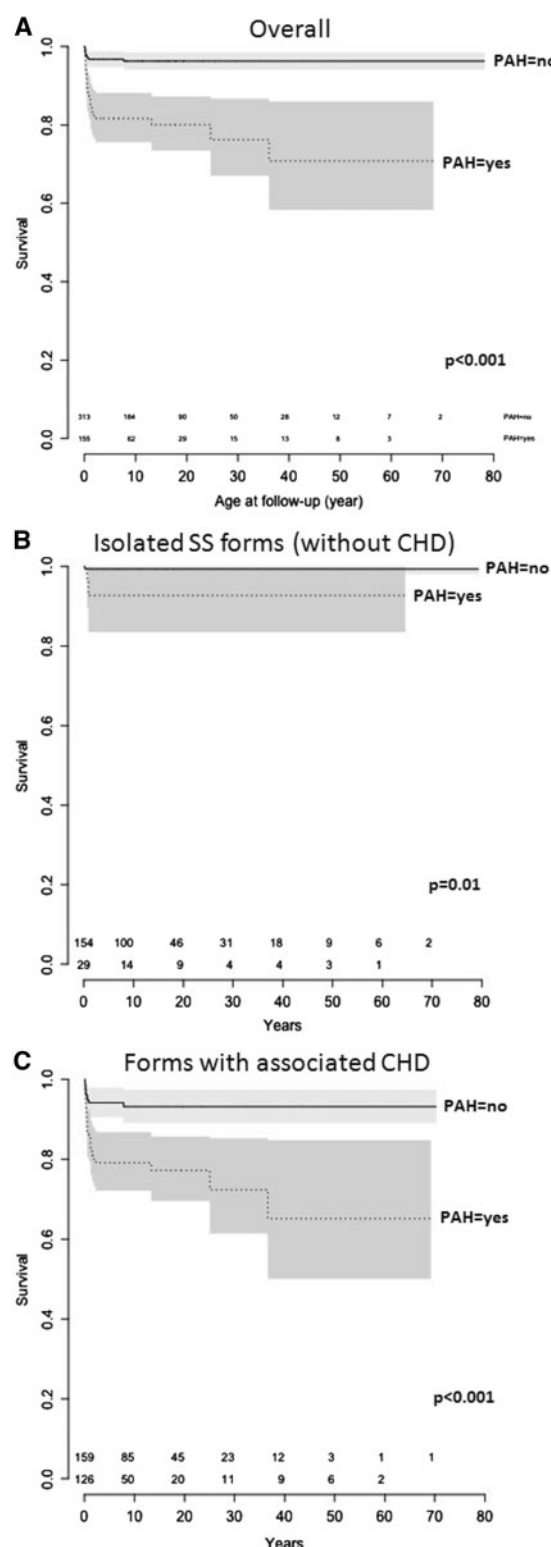 A
Overall
1.0
PAH=no
0.8
PAH=yes
0.6
Survival
0.4
p<0.001
0.2
313 184 90 50 28 12 7 2 PAH=no
155 62 29 15 13 8 3 PAH=yes
0.0
0 10 20 30 40 50 60 70 80
Age at follow-up (year)
B
Isolated SS forms (without CHD)
1.0
PAH=no
PAH=yes
0.8
0.6
Survival
0.4
0.2
p=0.01
154 100 46 31 18 9 6 2
29 14 9 4 4 3 1
0.0
0 10 20 30 40 50 60 70 80
Years
C
Forms with associated CHD
1.0
PAH=no
0.8
PAH=yes
0.6
Survival
0.4
0.2
p<0.001
159 85 45 23 12 3 1 1
126 50 20 11 9 6 2
0.0
0 10 20 30 40 50 60 70 80
Years